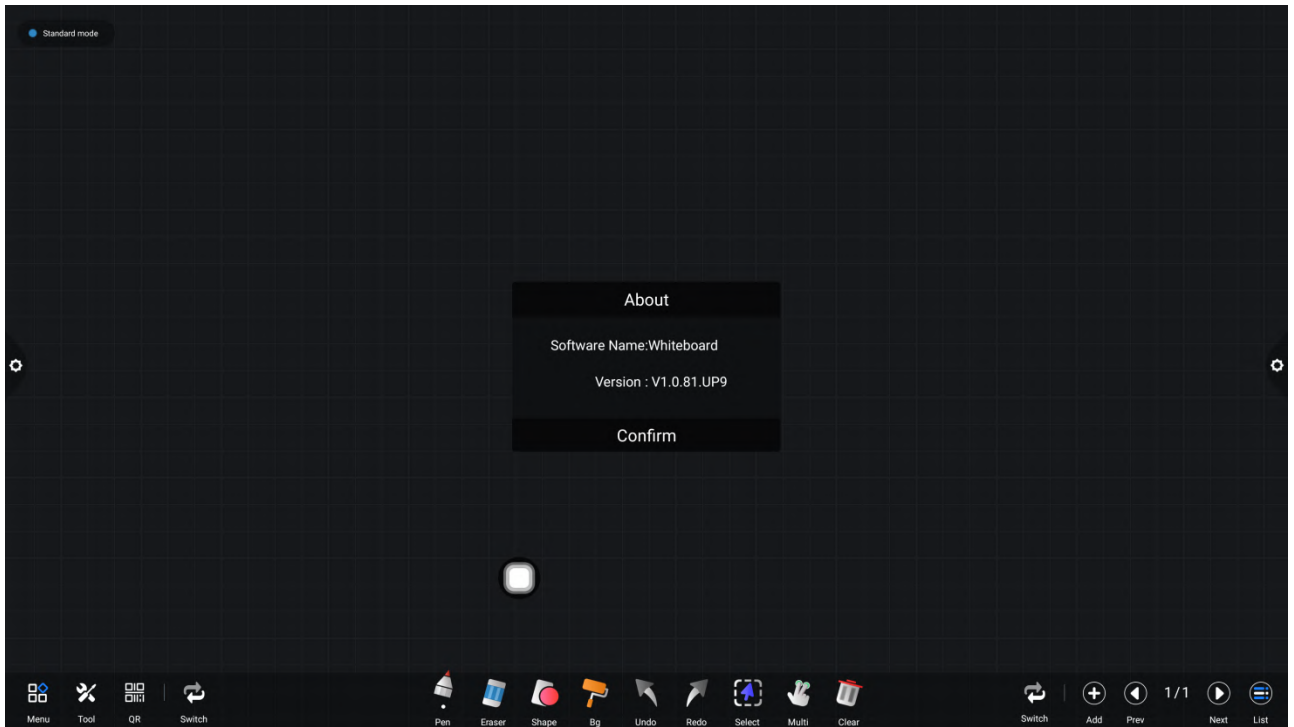 Standard mode
About
Software Name:Whiteboard
Version : V1.0.81.UP9
Confirm
Menu Tool QR Switch Pen Eraser Shape Bg Undo Redo Select Multi Clear Switch Add Prev 1/1 Next List